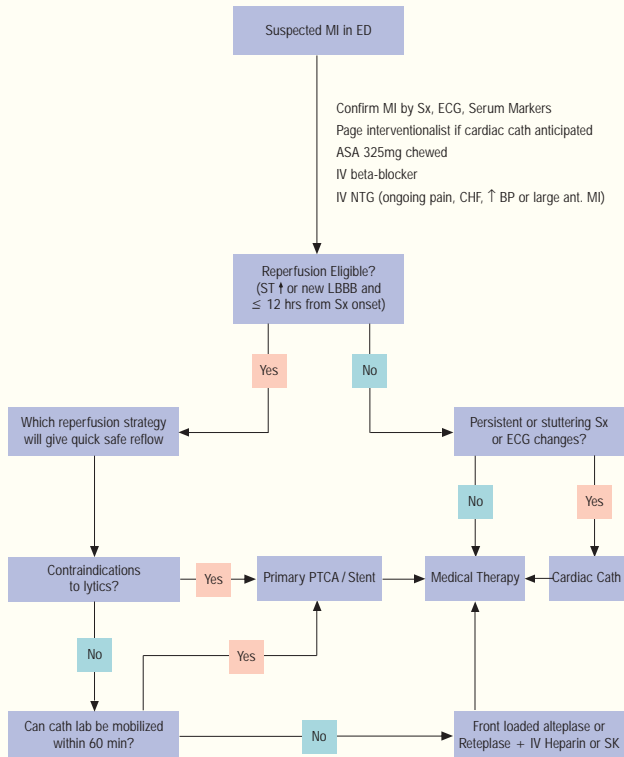 Suspected MI in ED
Confirm MI by Sx, ECG, Serum Markers
Page interventionalist if cardiac cath anticipated
ASA 325mg chewed
IV beta-blocker
IV NTG (ongoing pain, CHF, ↑ BP or large ant. MI)
Reperfusion Eligible?
(ST ↑ or new LBBB and
≤ 12 hrs from Sx onset)
Yes
No
Which reperfusion strategy
will give quick safe reflow
Persistent or stuttering Sx
or ECG changes?
No
Yes
Contraindications
to lytics?
Yes
Primary PTCA / Stent
Medical Therapy
Cardiac Cath
No
Yes
Can cath lab be mobilized
within 60 min?
No
Front loaded alteplase or
Reteplase + IV Heparin or SK